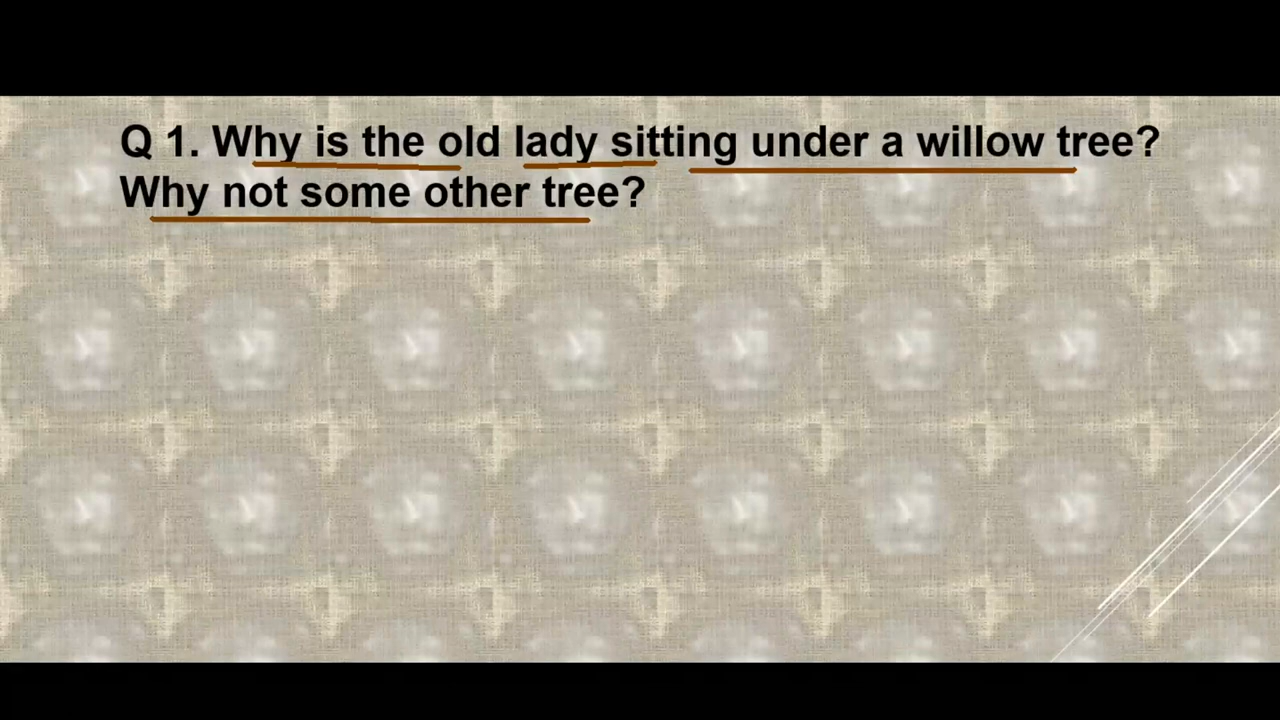 Q 1. Why is the old lady sitting under a willow tree?
Why not some other tree?